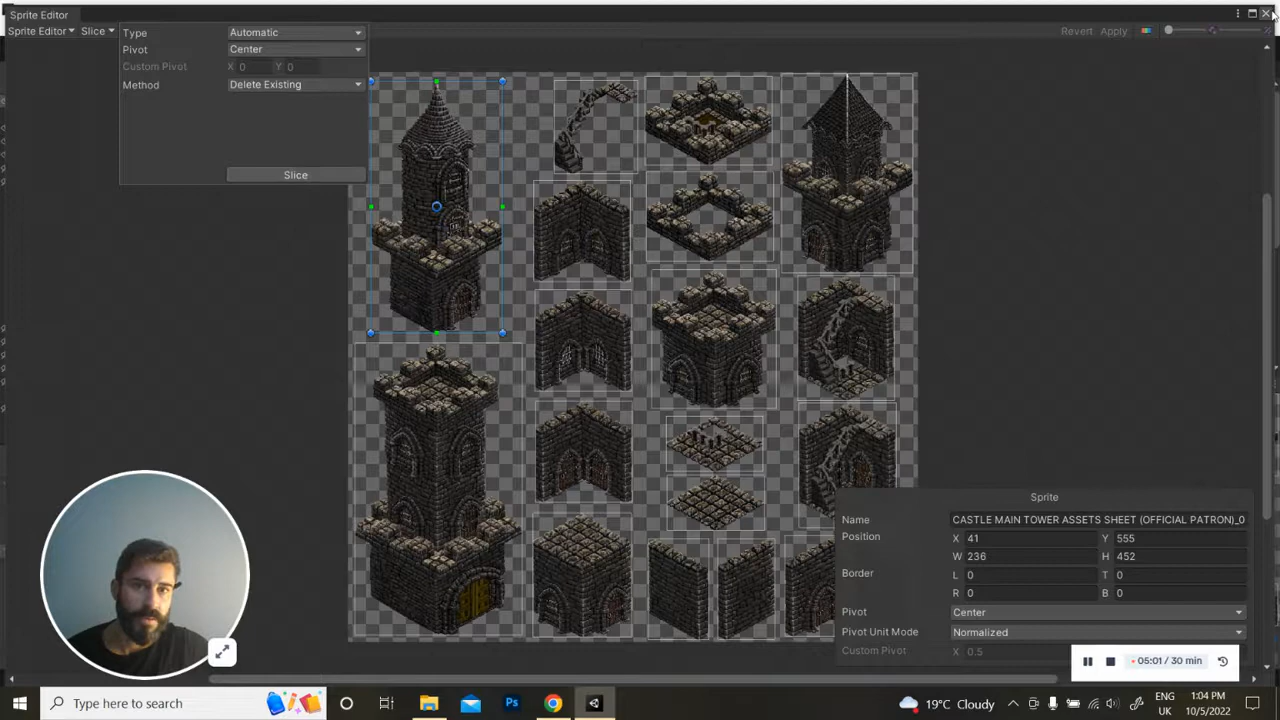 Sprite Editor
Sprite Editor Slice Revert Apply
Type Automatic
Pivot Center
Custom Pivot X 0 Y 0
Method Delete Existing
Slice
Sprite
Name CASTLE MAIN TOWER ASSETS SHEET (OFFICIAL PATRON)_0
Position X 41 Y 555
W 236 H 452
Border L 0 T 0
R 0 B 0
Pivot Center
Pivot Unit Mode Normalized
Custom Pivot X 0.5
05:01 / 30 min
Type here to search
Ps
19°C Cloudy
ENG
UK
1:04 PM
10/5/2022